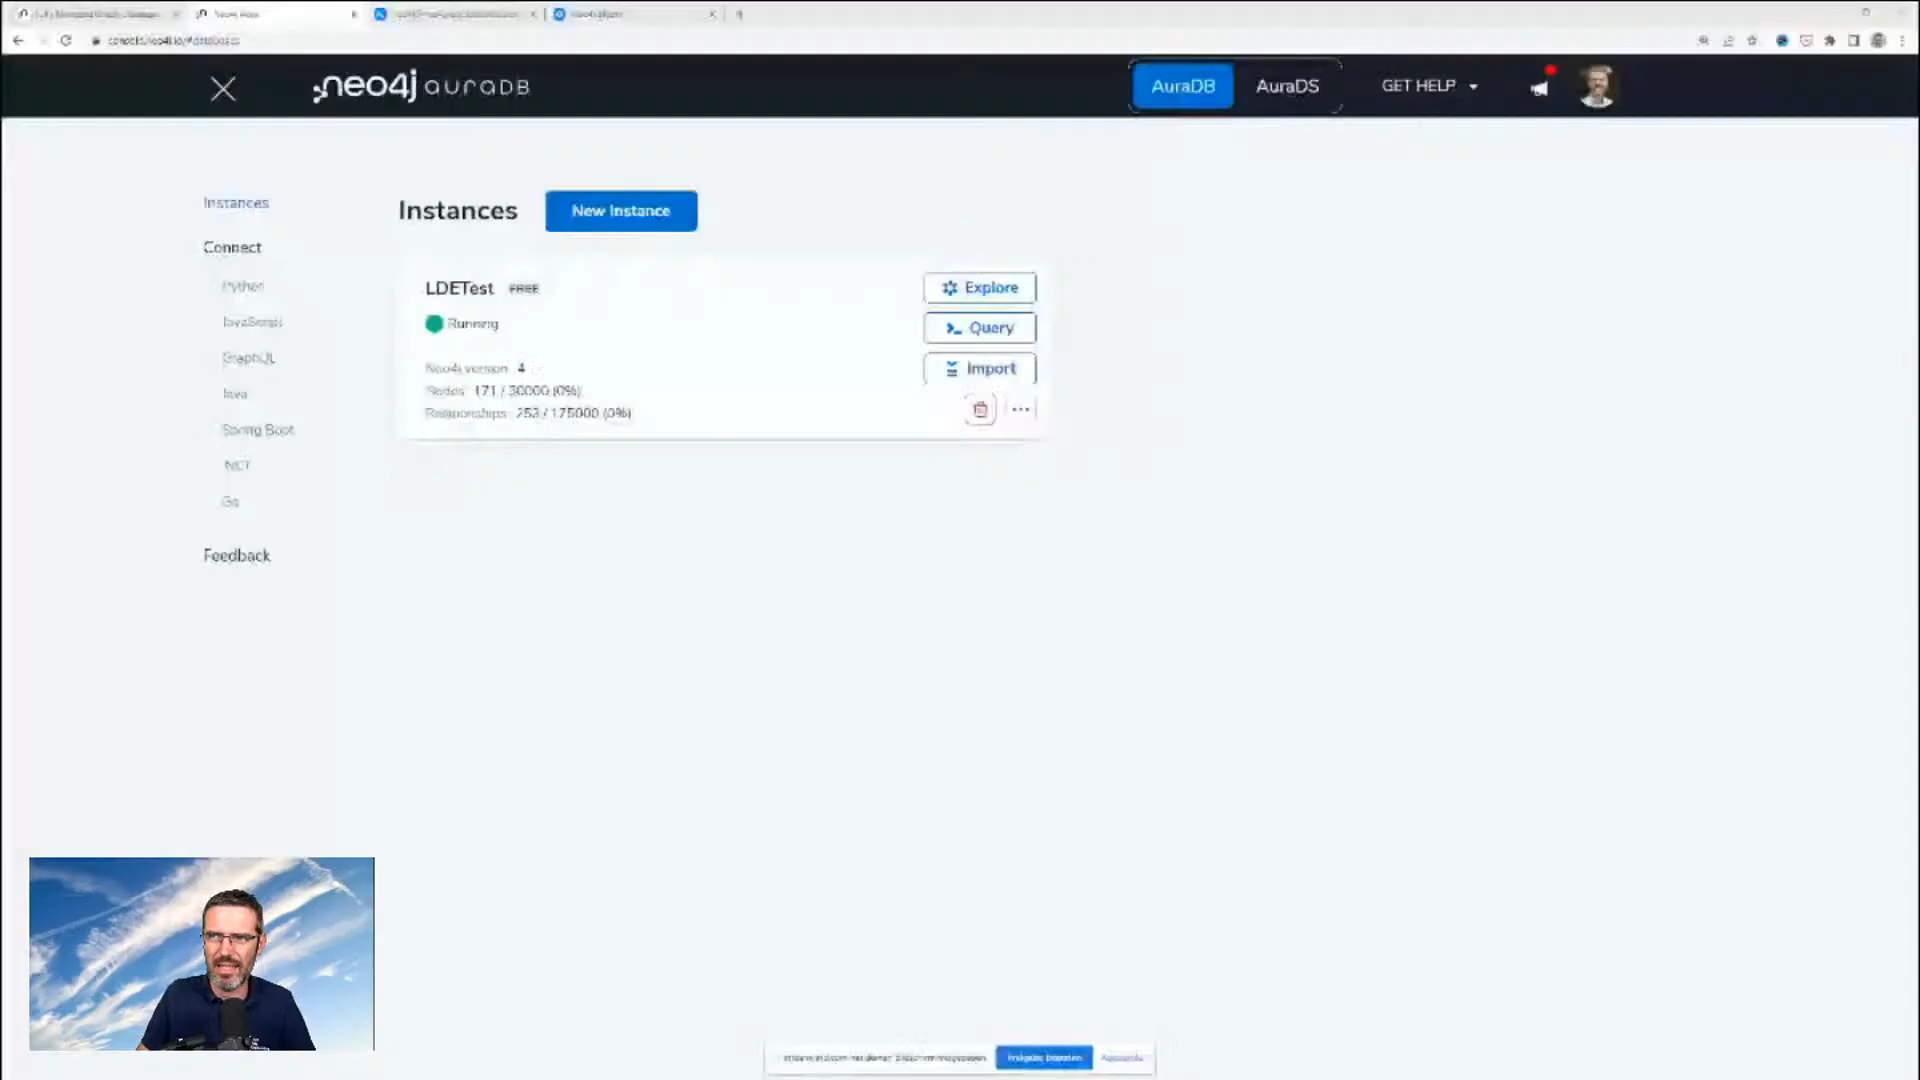 neo4j auraDB
AuraDB
AuraDS
GET HELP
Instances
Connect
Python
JavaScript
GraphQL
Java
Spring Boot
.NET
Go
Feedback
Instances
New Instance
LDETest FREE
Running
Neo4j version 4
Nodes 171 / 50000 (0%)
Relationships 253 / 175000 (0%)
Explore
Query
Import